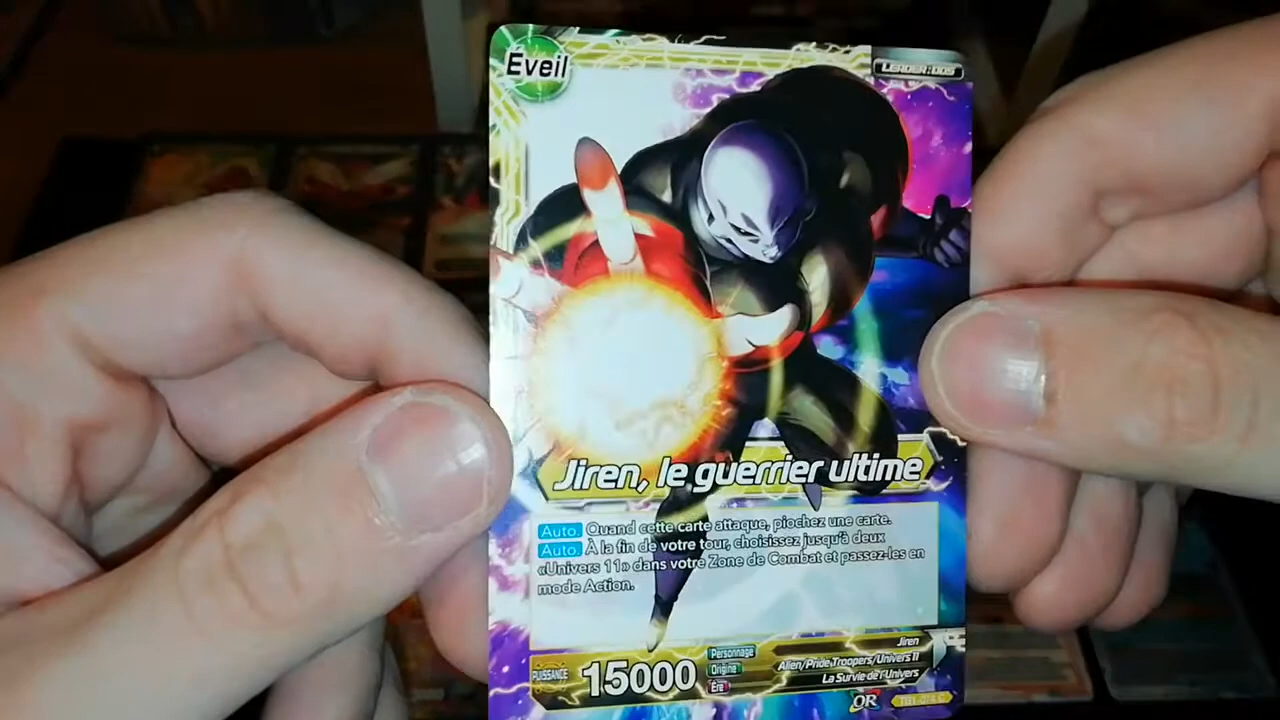 Eveil
LEADER : DOS
Jiren, le guerrier ultime
Auto. Quand cette carte attaque, piochez une carte.
Auto. À la fin de votre tour, choisissez jusqu'à deux
«Univers 11» dans votre Zone de Combat et passez-les en
mode Action.
PUISSANCE
15000
Personnage
Jiren
Origine
Alien/Pride Troopers/Univers 11
Ère
La Survie de l'Univers
QR